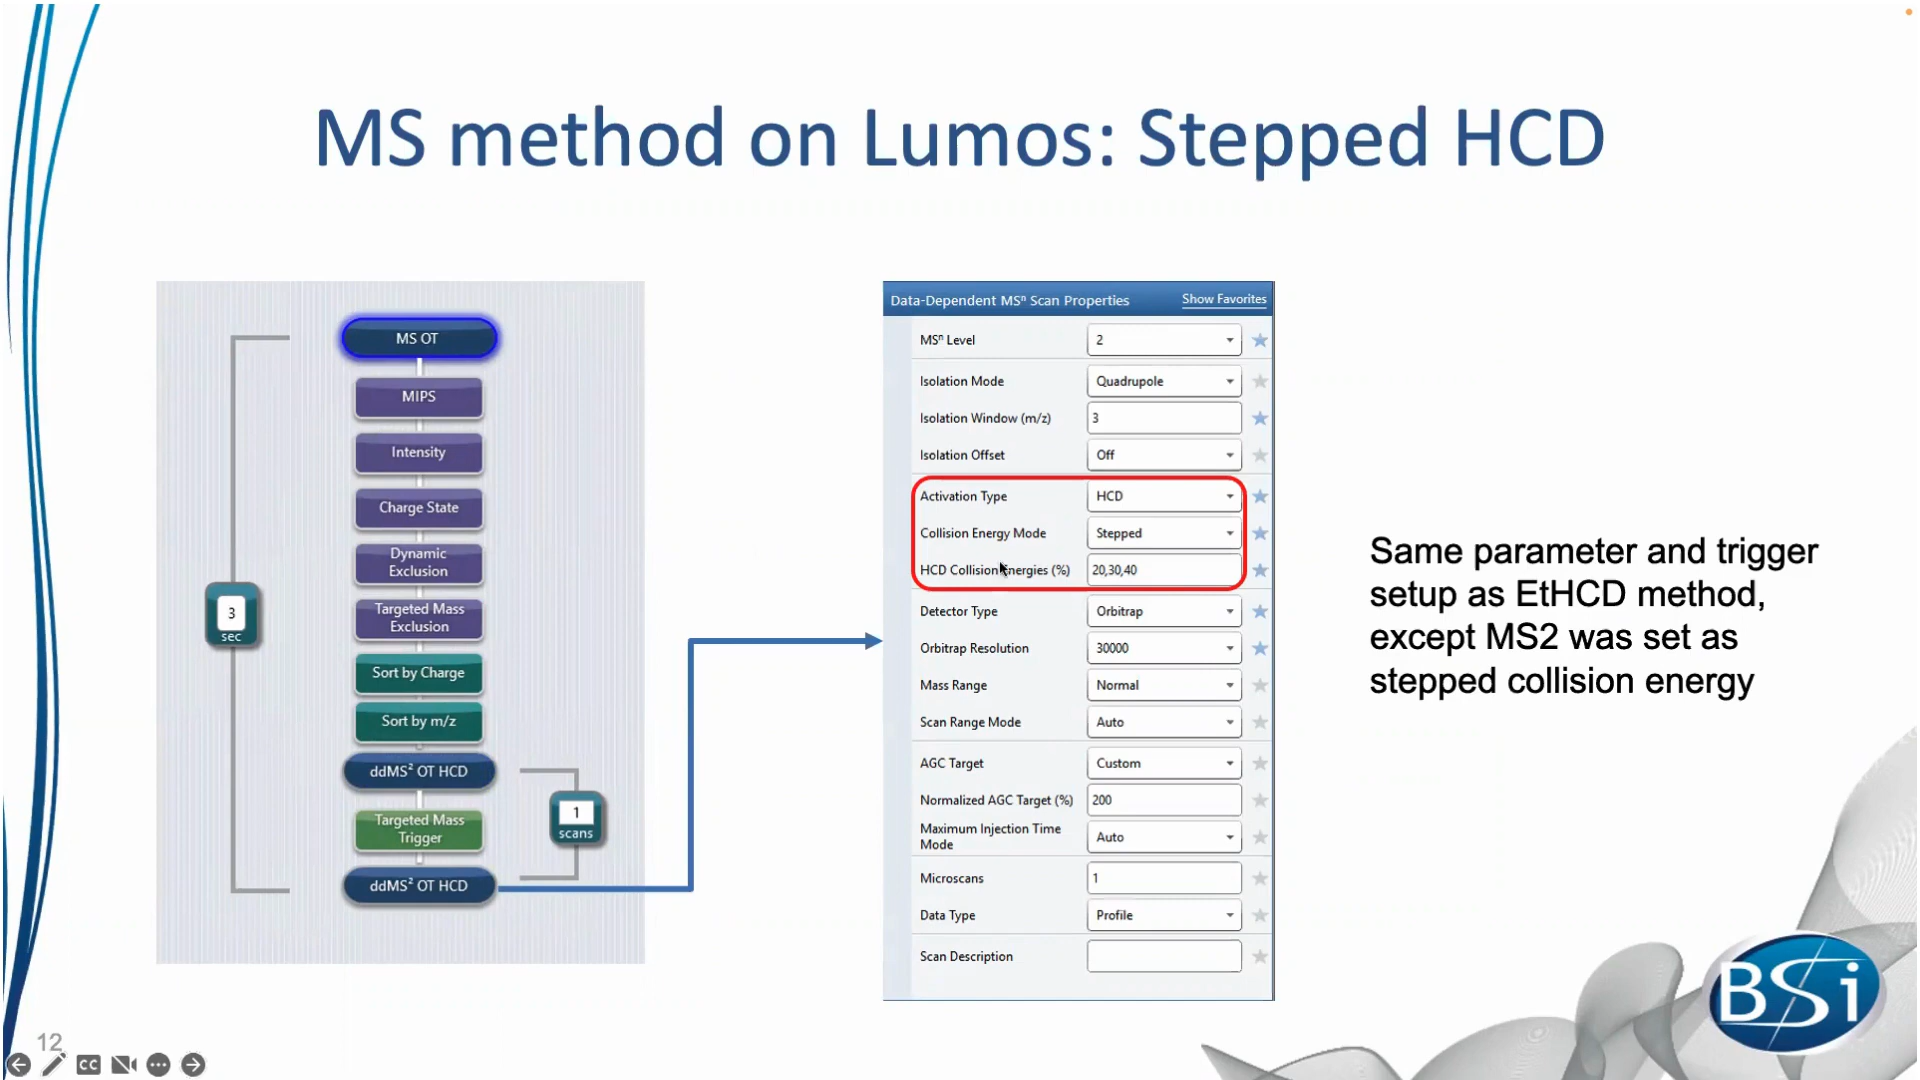 MS method on Lumos: Stepped HCD
MS OT
MIPS
Intensity
Charge State
Dynamic
Exclusion
Targeted Mass
Exclusion
Sort by Charge
Sort by m/z
ddMS² OT HCD
Targeted Mass
Trigger
ddMS² OT HCD
3
sec
1
scans
Data-Dependent MSⁿ Scan Properties Show Favorites
MSⁿ Level 2
Isolation Mode Quadrupole
Isolation Window (m/z) 3
Isolation Offset Off
Activation Type HCD
Collision Energy Mode Stepped
HCD Collision Energies (%) 20,30,40
Detector Type Orbitrap
Orbitrap Resolution 30000
Mass Range Normal
Scan Range Mode Auto
AGC Target Custom
Normalized AGC Target (%) 200
Maximum Injection Time
Mode Auto
Microscans 1
Data Type Profile
Scan Description
Same parameter and trigger
setup as EtHCD method,
except MS2 was set as
stepped collision energy
BSi
12
CC